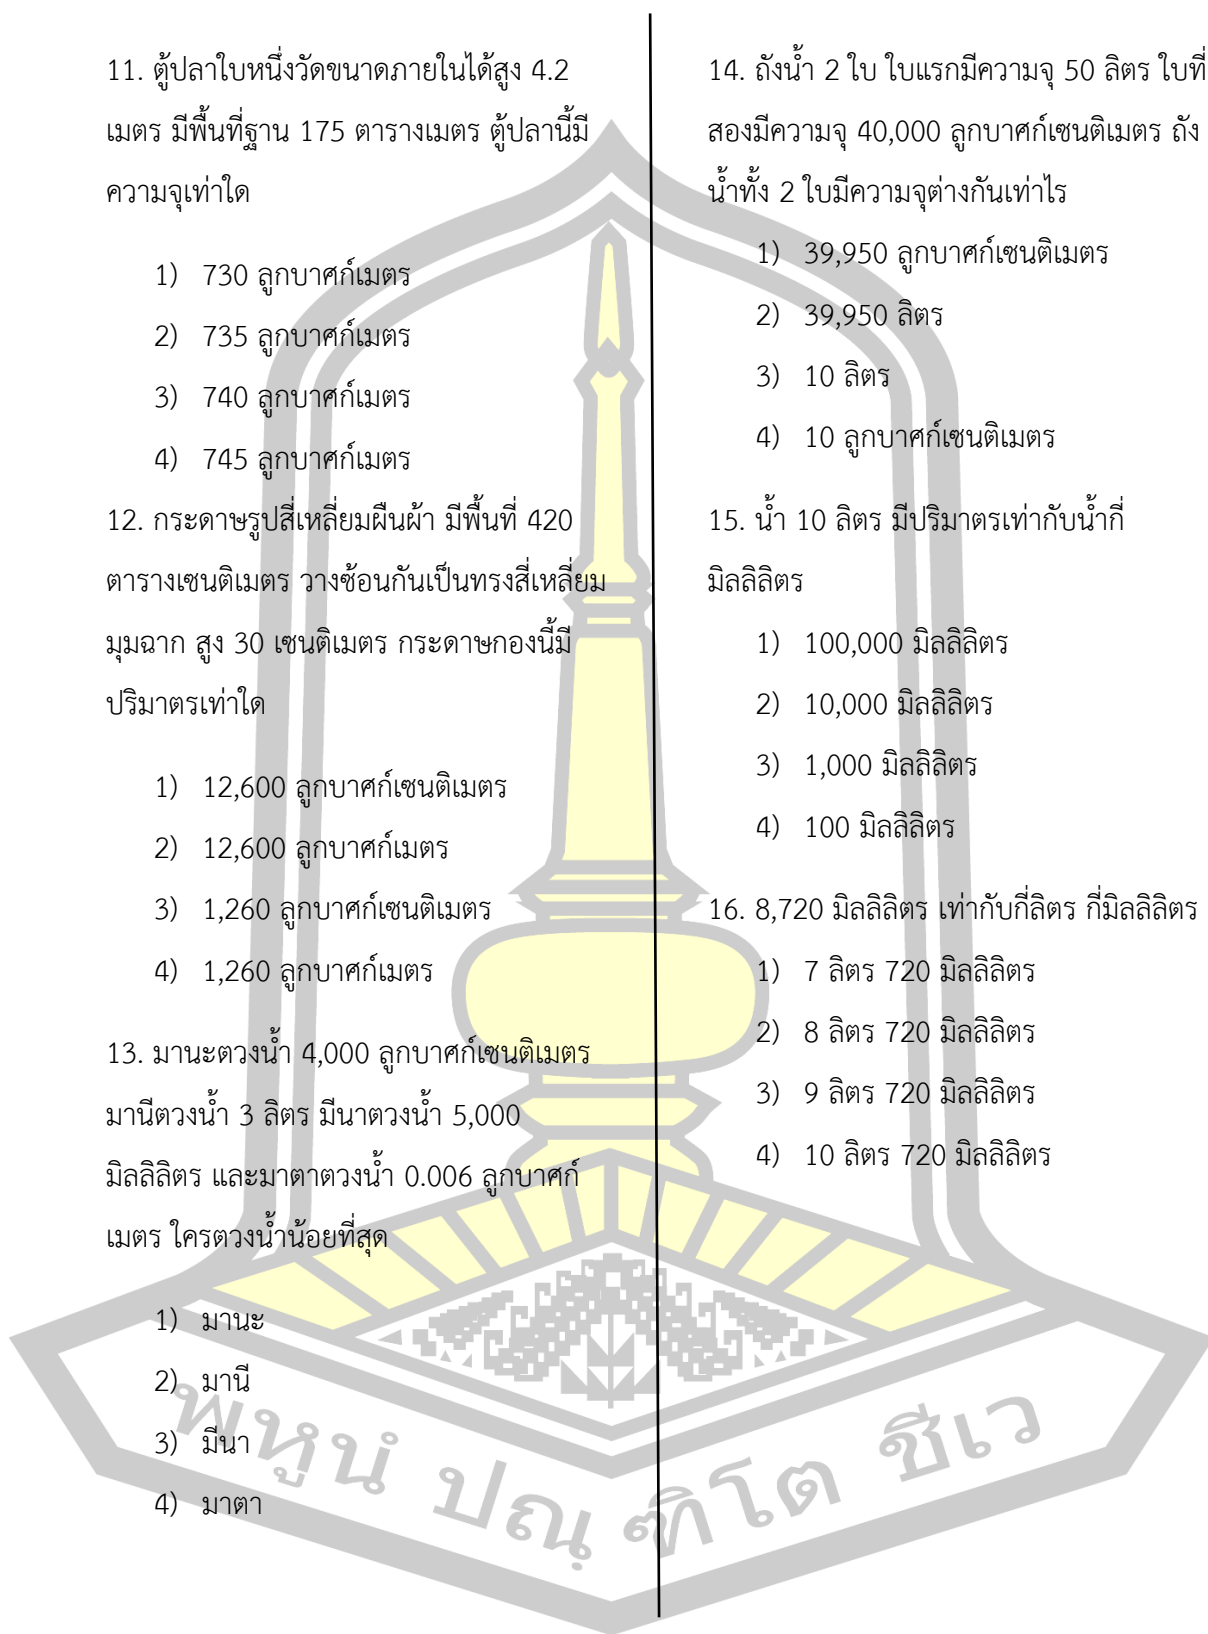 11. ตู้ปลาใบหนึ่งวัดขนาดภายในได้สูง 4.2
เมตร มีพื้นที่ฐาน 175 ตารางเมตร ตู้ปลานี้มี
ความจุเท่าใด
1) 730 ลูกบาศก์เมตร
2) 735 ลูกบาศก์เมตร
3) 740 ลูกบาศก์เมตร
4) 745 ลูกบาศก์เมตร
12. กระดาษรูปสี่เหลี่ยมผืนผ้า มีพื้นที่ 420
ตารางเซนติเมตร วางซ้อนกันเป็นทรงสี่เหลี่ยม
มุมฉาก สูง 30 เซนติเมตร กระดาษกองนี้มี
ปริมาตรเท่าใด
1) 12,600 ลูกบาศก์เซนติเมตร
2) 12,600 ลูกบาศก์เมตร
3) 1,260 ลูกบาศก์เซนติเมตร
4) 1,260 ลูกบาศก์เมตร
13. มานะตวงน้ำ 4,000 ลูกบาศก์เซนติเมตร
มานีตวงน้ำ 3 ลิตร มีนาตวงน้ำ 5,000
มิลลิลิตร และมาตาตวงน้ำ 0.006 ลูกบาศก์
เมตร ใครตวงน้ำน้อยที่สุด
1) มานะ
2) มานี
3) มีนา
4) มาตา
14. ถังน้ำ 2 ใบ ใบแรกมีความจุ 50 ลิตร ใบที่
สองมีความจุ 40,000 ลูกบาศก์เซนติเมตร ถัง
น้ำทั้ง 2 ใบมีความจุต่างกันเท่าไร
1) 39,950 ลูกบาศก์เซนติเมตร
2) 39,950 ลิตร
3) 10 ลิตร
4) 10 ลูกบาศก์เซนติเมตร
15. น้ำ 10 ลิตร มีปริมาตรเท่ากับน้ำกี่
มิลลิลิตร
1) 100,000 มิลลิลิตร
2) 10,000 มิลลิลิตร
3) 1,000 มิลลิลิตร
4) 100 มิลลิลิตร
16. 8,720 มิลลิลิตร เท่ากับกี่ลิตร กี่มิลลิลิตร
1) 7 ลิตร 720 มิลลิลิตร
2) 8 ลิตร 720 มิลลิลิตร
3) 9 ลิตร 720 มิลลิลิตร
4) 10 ลิตร 720 มิลลิลิตร
พหูนํ ปณฺ ฑิโต ชีเว